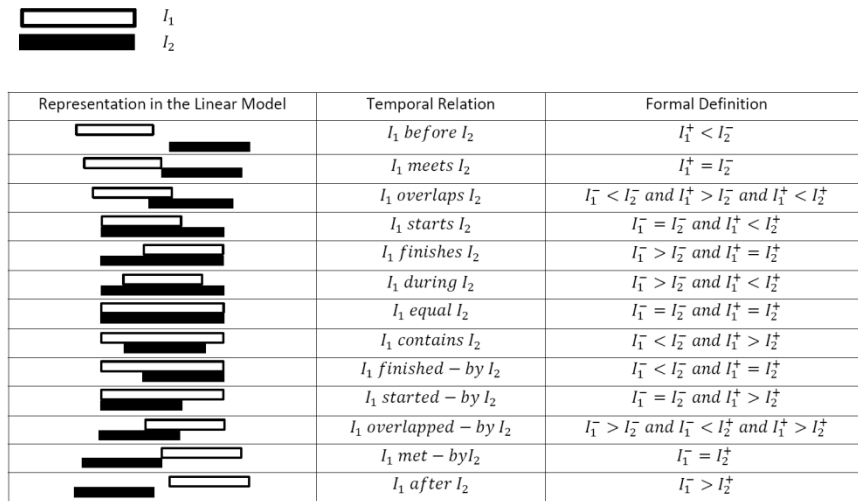 I₁
I₂
Representation in the Linear Model Temporal Relation Formal Definition
I₁ before I₂ I₁⁺ < I₂⁻
I₁ meets I₂ I₁⁺ = I₂⁻
I₁ overlaps I₂ I₁⁻ < I₂⁻ and I₁⁺ > I₂⁻ and I₁⁺ < I₂⁺
I₁ starts I₂ I₁⁻ = I₂⁻ and I₁⁺ < I₂⁺
I₁ finishes I₂ I₁⁻ > I₂⁻ and I₁⁺ = I₂⁺
I₁ during I₂ I₁⁻ > I₂⁻ and I₁⁺ < I₂⁺
I₁ equal I₂ I₁⁻ = I₂⁻ and I₁⁺ = I₂⁺
I₁ contains I₂ I₁⁻ < I₂⁻ and I₁⁺ > I₂⁺
I₁ finished − by I₂ I₁⁻ < I₂⁻ and I₁⁺ = I₂⁺
I₁ started − by I₂ I₁⁻ = I₂⁻ and I₁⁺ > I₂⁺
I₁ overlapped − by I₂ I₁⁻ > I₂⁻ and I₁⁻ < I₂⁺ and I₁⁺ > I₂⁺
I₁ met − byI₂ I₁⁻ = I₂⁺
I₁ after I₂ I₁⁻ > I₂⁺